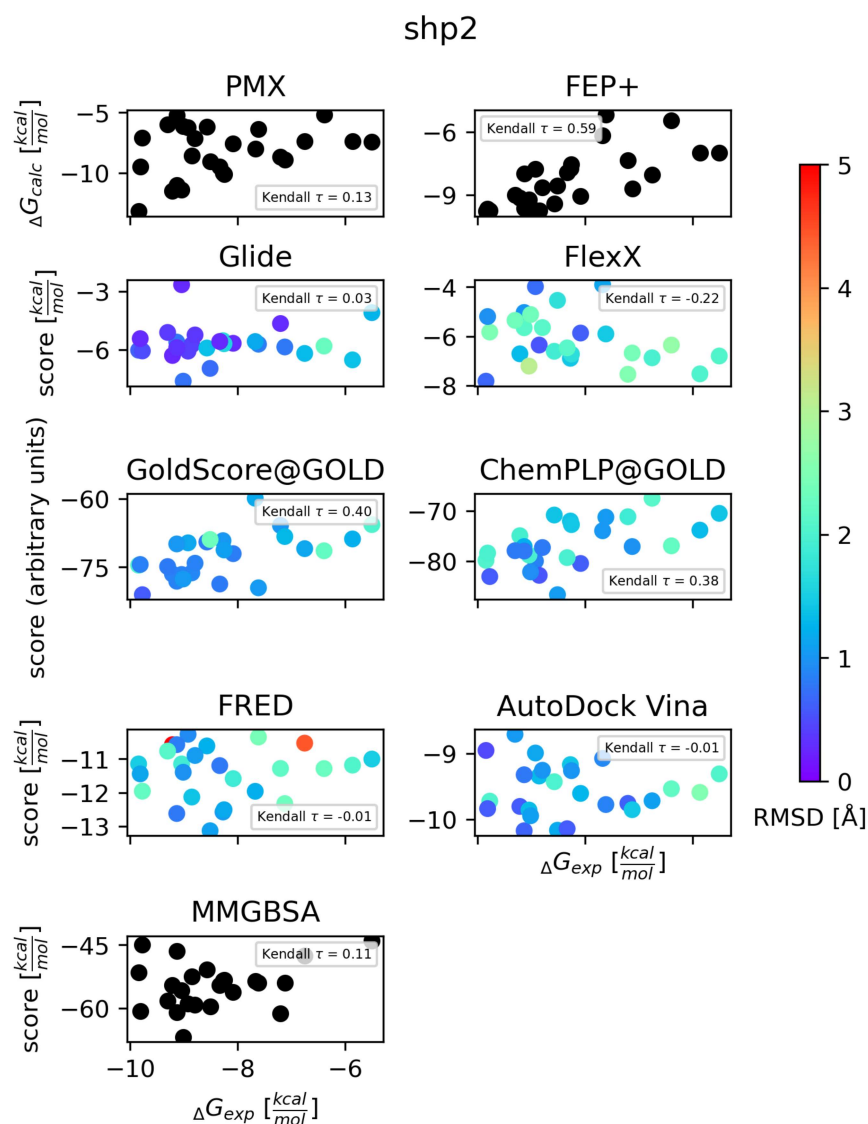 shp2
PMX
FEP+
ΔG_calc [kcal/mol]
−5
−10
Kendall τ = 0.13
−6
−9
Kendall τ = 0.59
Glide
FlexX
score [kcal/mol]
−3
−6
Kendall τ = 0.03
−4
−6
−8
Kendall τ = -0.22
score (arbitrary units)
GoldScore@GOLD
ChemPLP@GOLD
−60
−75
Kendall τ = 0.40
−70
−80
Kendall τ = 0.38
FRED
AutoDock Vina
score [kcal/mol]
−11
−12
−13
Kendall τ = -0.01
−9
−10
Kendall τ = -0.01
ΔG_exp [kcal/mol]
MMGBSA
score [kcal/mol]
−45
−60
Kendall τ = 0.11
−10
−8
−6
ΔG_exp [kcal/mol]
5
4
3
2
1
0
RMSD [Å]